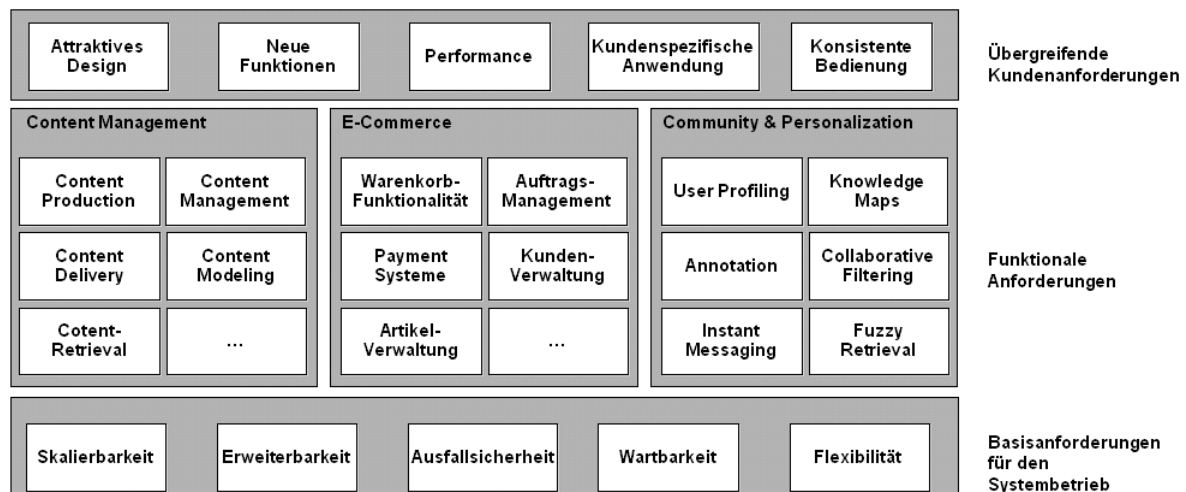 Attraktives
Design
Neue
Funktionen
Performance
Kundenspezifische
Anwendung
Konsistente
Bedienung
Übergreifende
Kundenanforderungen
Content Management
Content
Production
Content
Management
Content
Delivery
Content
Modeling
Cotent-
Retrieval
...
E-Commerce
Warenkorb-
Funktionalität
Auftrags-
Management
Payment
Systeme
Kunden-
Verwaltung
Artikel-
Verwaltung
...
Community & Personalization
User Profiling
Knowledge
Maps
Annotation
Collaborative
Filtering
Instant
Messaging
Fuzzy
Retrieval
Funktionale
Anforderungen
Skalierbarkeit
Erweiterbarkeit
Ausfallsicherheit
Wartbarkeit
Flexibilität
Basisanforderungen
für den
Systembetrieb